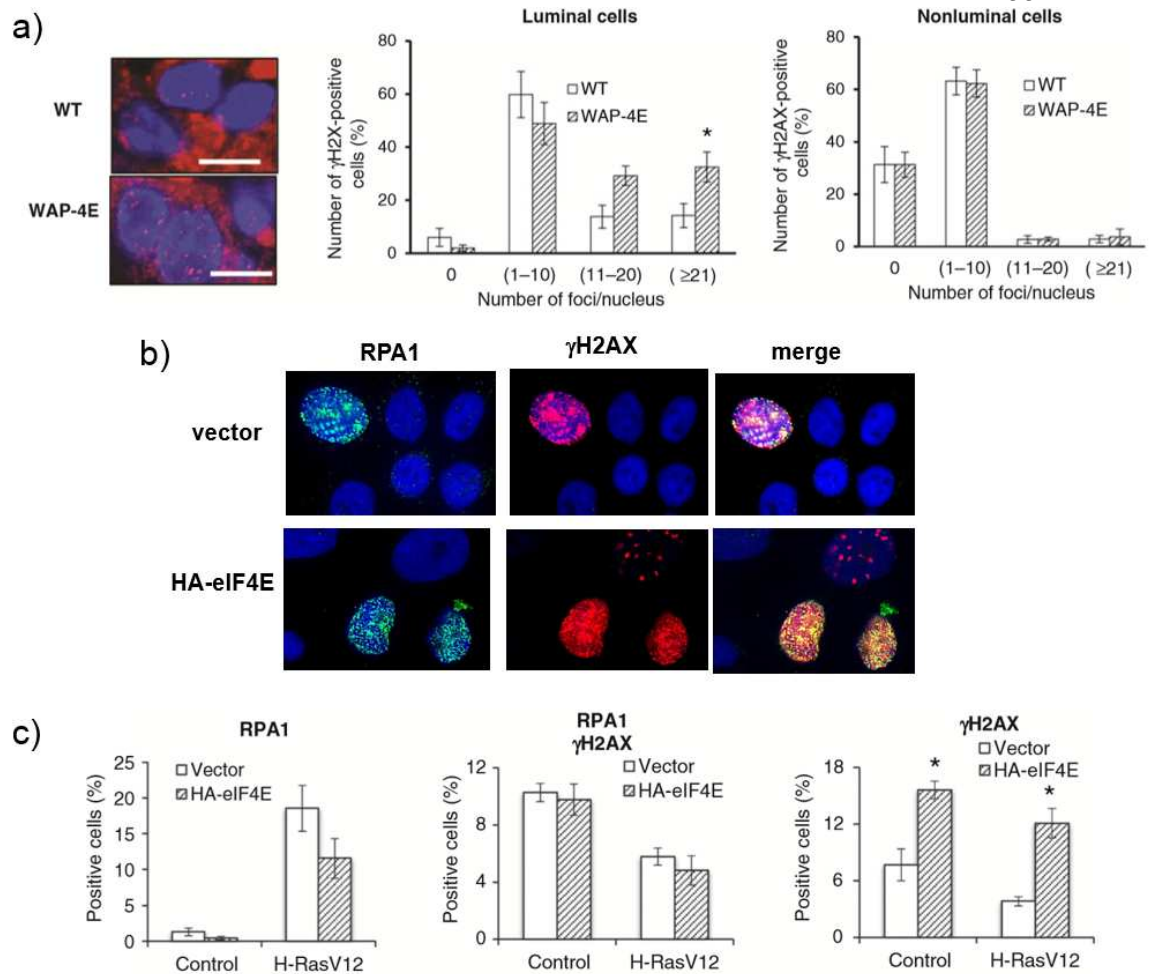 a)
WT
WAP-4E
Luminal cells
Number of γH2X-positive
cells (%)
80
60
40
20
0
WT
WAP-4E
*
0
(1–10)
(11–20)
( ≥21)
Number of foci/nucleus
Nonluminal cells
Number of γH2AX-positive
cells (%)
80
60
40
20
0
WT
WAP-4E
0
(1–10)
(11–20)
( ≥21)
Number of foci/nucleus
b)
RPA1
γH2AX
merge
vector
HA-eIF4E
c)
RPA1
Positive cells (%)
25
20
15
10
5
0
Vector
HA-eIF4E
Control
H-RasV12
RPA1
γH2AX
Positive cells (%)
12
8
4
0
Vector
HA-eIF4E
Control
H-RasV12
γH2AX
Positive cells (%)
18
12
6
0
Vector
HA-eIF4E
*
*
Control
H-RasV12